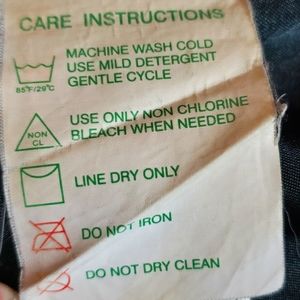 CARE INSTRUCTIONS
MACHINE WASH COLD
USE MILD DETERGENT
GENTLE CYCLE
85°F/29°C
USE ONLY NON CHLORINE
BLEACH WHEN NEEDED
NON
CL
LINE DRY ONLY
DO NOT IRON
DO NOT DRY CLEAN